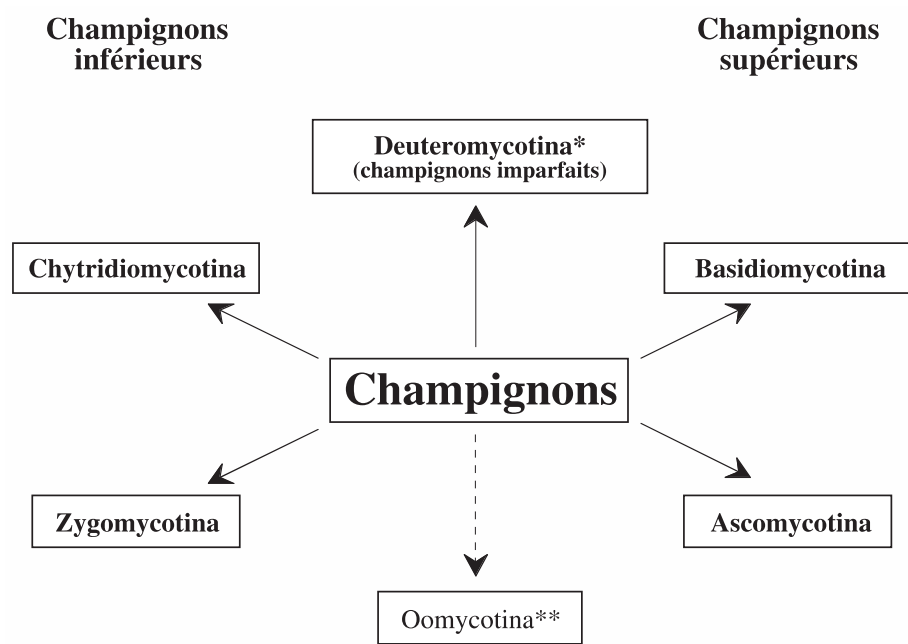 Champignons
inférieurs
Champignons
supérieurs
Deuteromycotina*
(champignons imparfaits)
Chytridiomycotina
Basidiomycotina
Champignons
Zygomycotina
Ascomycotina
Oomycotina**